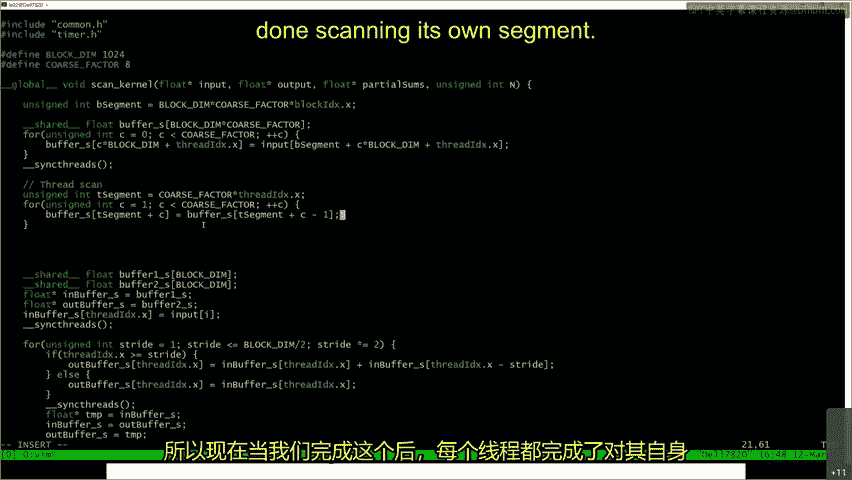 done scanning its own segment.
#include "common.h"
#include "timer.h"
#define BLOCK_DIM 1024
#define COARSE_FACTOR 8
__global__ void scan_kernel(float* input, float* output, float* partialSums, unsigned int N) {
unsigned int bSegment = BLOCK_DIM*COARSE_FACTOR*blockIdx.x;
__shared__ float buffer_s[BLOCK_DIM*COARSE_FACTOR];
for(unsigned int c = 0; c < COARSE_FACTOR; ++c) {
buffer_s[c*BLOCK_DIM + threadIdx.x] = input[bSegment + c*BLOCK_DIM + threadIdx.x];
}
__syncthreads();
// Thread scan
unsigned int tSegment = COARSE_FACTOR*threadIdx.x;
for(unsigned int c = 1; c < COARSE_FACTOR; ++c) {
buffer_s[tSegment + c] = buffer_s[tSegment + c - 1];
}
__shared__ float buffer1_s[BLOCK_DIM];
__shared__ float buffer2_s[BLOCK_DIM];
float* inBuffer_s = buffer1_s;
float* outBuffer_s = buffer2_s;
inBuffer_s[threadIdx.x] = input[i];
__syncthreads();
for(unsigned int stride = 1; stride <= BLOCK_DIM/2; stride *= 2) {
if(threadIdx.x >= stride) {
outBuffer_s[threadIdx.x] = inBuffer_s[threadIdx.x] + inBuffer_s[threadIdx.x - stride];
} else {
outBuffer_s[threadIdx.x] = inBuffer_s[threadIdx.x];
}
__syncthreads();
float* tmp = inBuffer_s;
inBuffer_s = outBuffer_s;
outBuffer_s = tmp;
-- INSERT --
21,61
所以现在当我们完成这个后，每个线程都完成了对其自身
+11